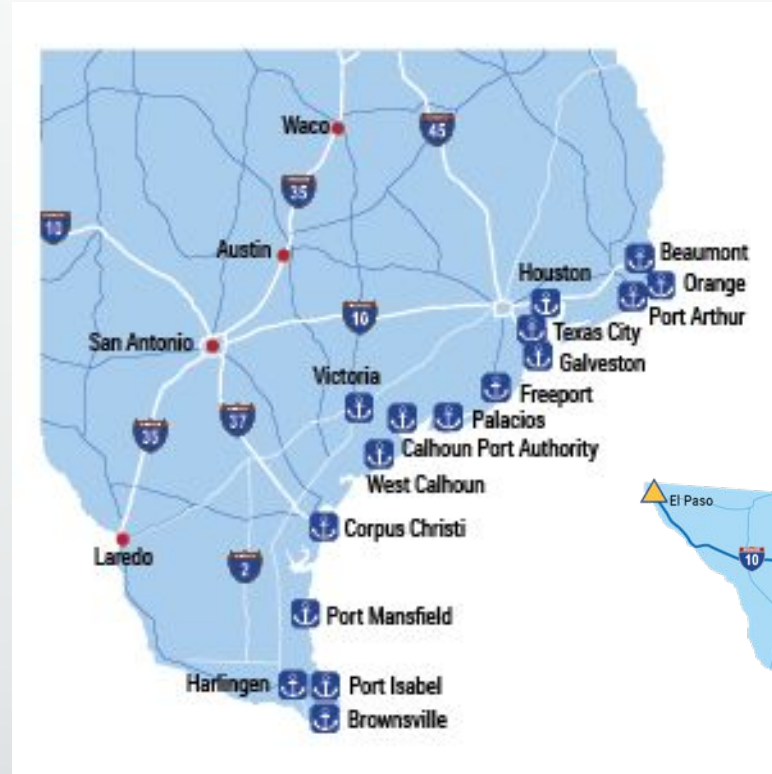 Waco
45
35
10
Austin
Beaumont
Houston
Orange
Port Arthur
10
Texas City
San Antonio
Galveston
Victoria
Freeport
35
37
Palacios
Calhoun Port Authority
West Calhoun
El Paso
Corpus Christi
Laredo
2
10
Port Mansfield
Harlingen
Port Isabel
Brownsville